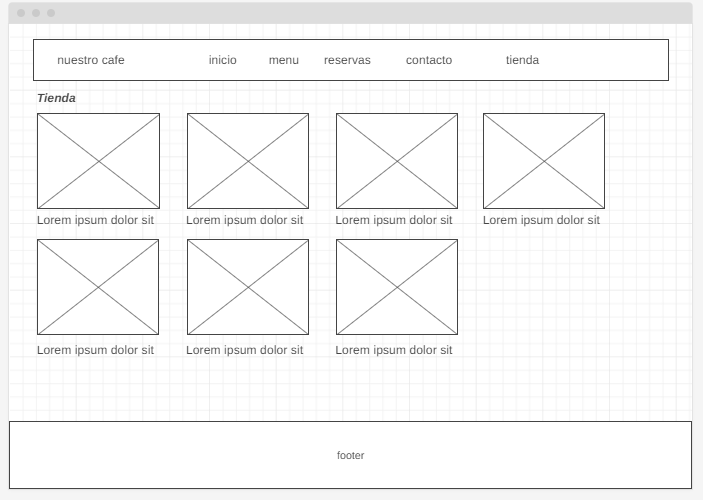 nuestro cafe inicio menu reservas contacto tienda
Tienda
Lorem ipsum dolor sit Lorem ipsum dolor sit Lorem ipsum dolor sit Lorem ipsum dolor sit
Lorem ipsum dolor sit Lorem ipsum dolor sit Lorem ipsum dolor sit
footer